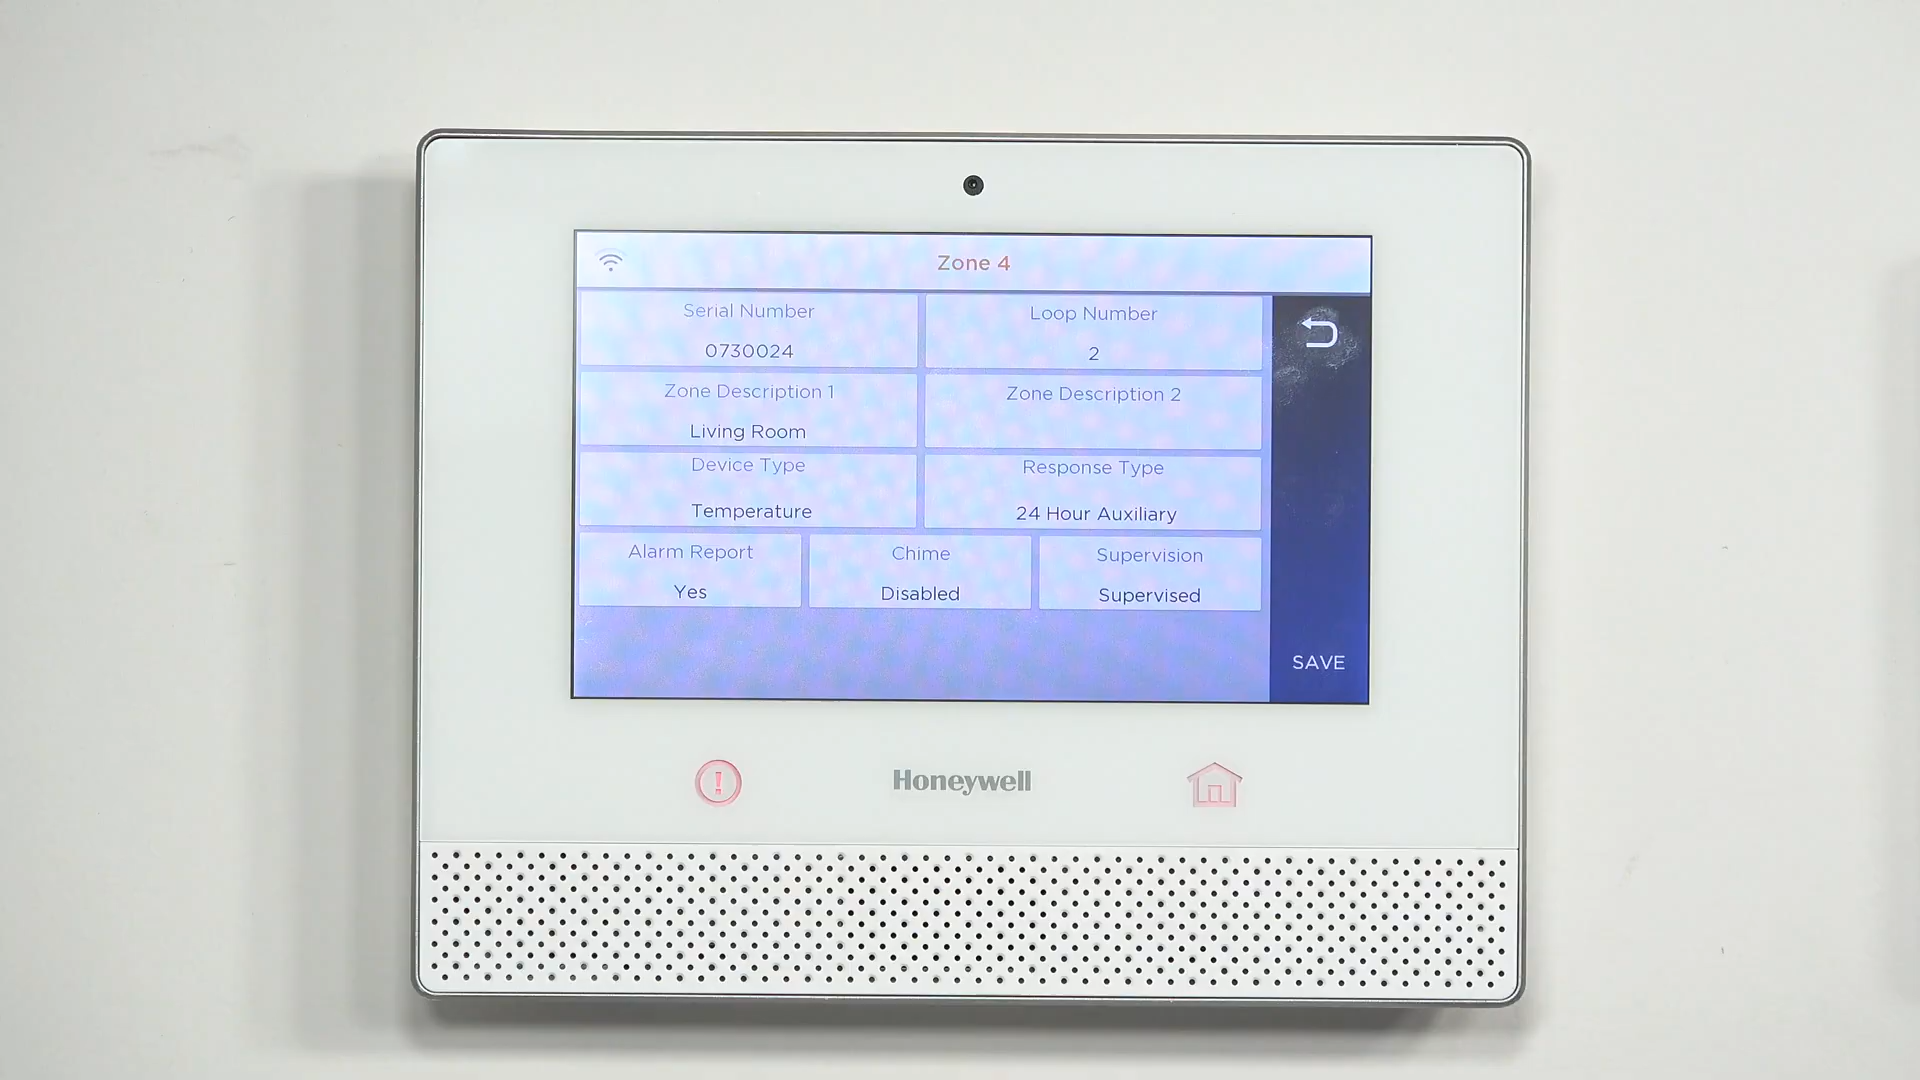 Zone 4
Serial Number
0730024
Loop Number
2
Zone Description 1
Living Room
Zone Description 2
Device Type
Temperature
Response Type
24 Hour Auxiliary
Alarm Report
Yes
Chime
Disabled
Supervision
Supervised
SAVE
Honeywell